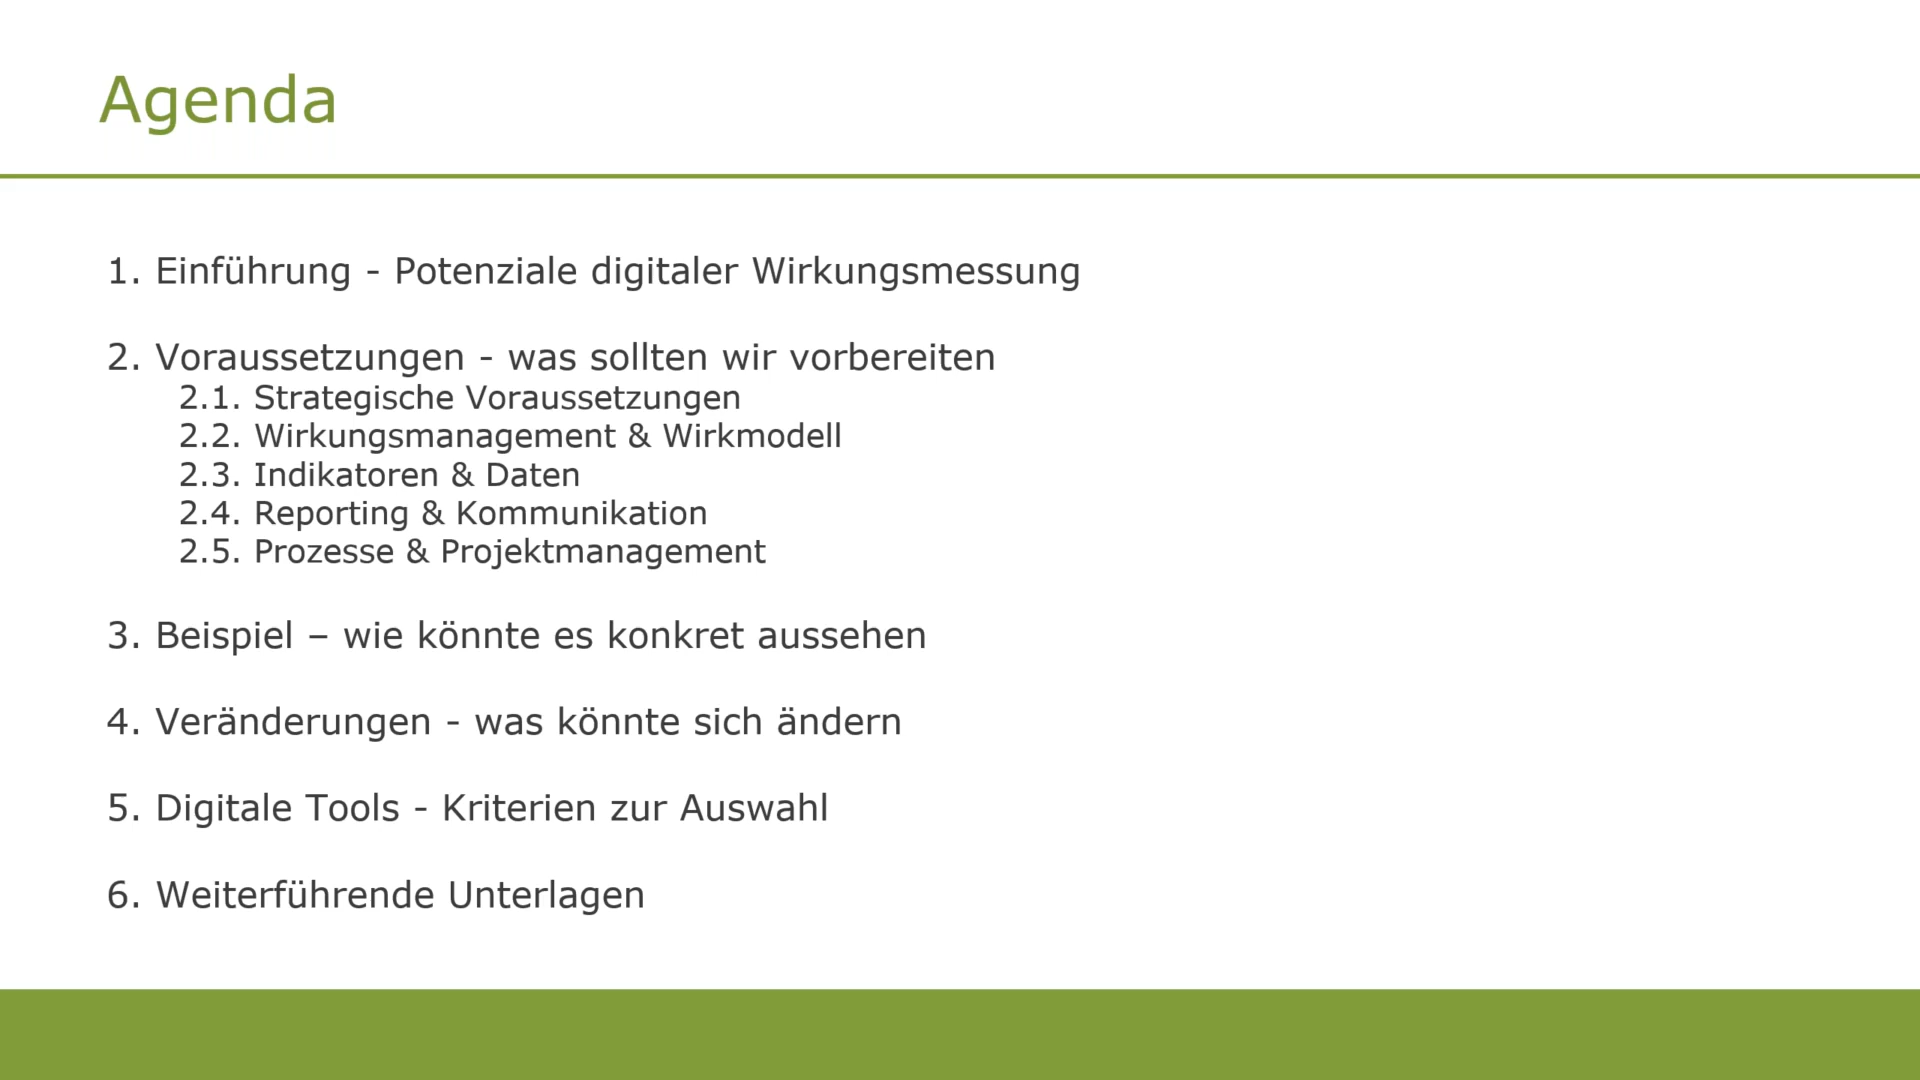 Agenda
1. Einführung - Potenziale digitaler Wirkungsmessung
2. Voraussetzungen - was sollten wir vorbereiten
2.1. Strategische Voraussetzungen
2.2. Wirkungsmanagement & Wirkmodell
2.3. Indikatoren & Daten
2.4. Reporting & Kommunikation
2.5. Prozesse & Projektmanagement
3. Beispiel – wie könnte es konkret aussehen
4. Veränderungen - was könnte sich ändern
5. Digitale Tools - Kriterien zur Auswahl
6. Weiterführende Unterlagen